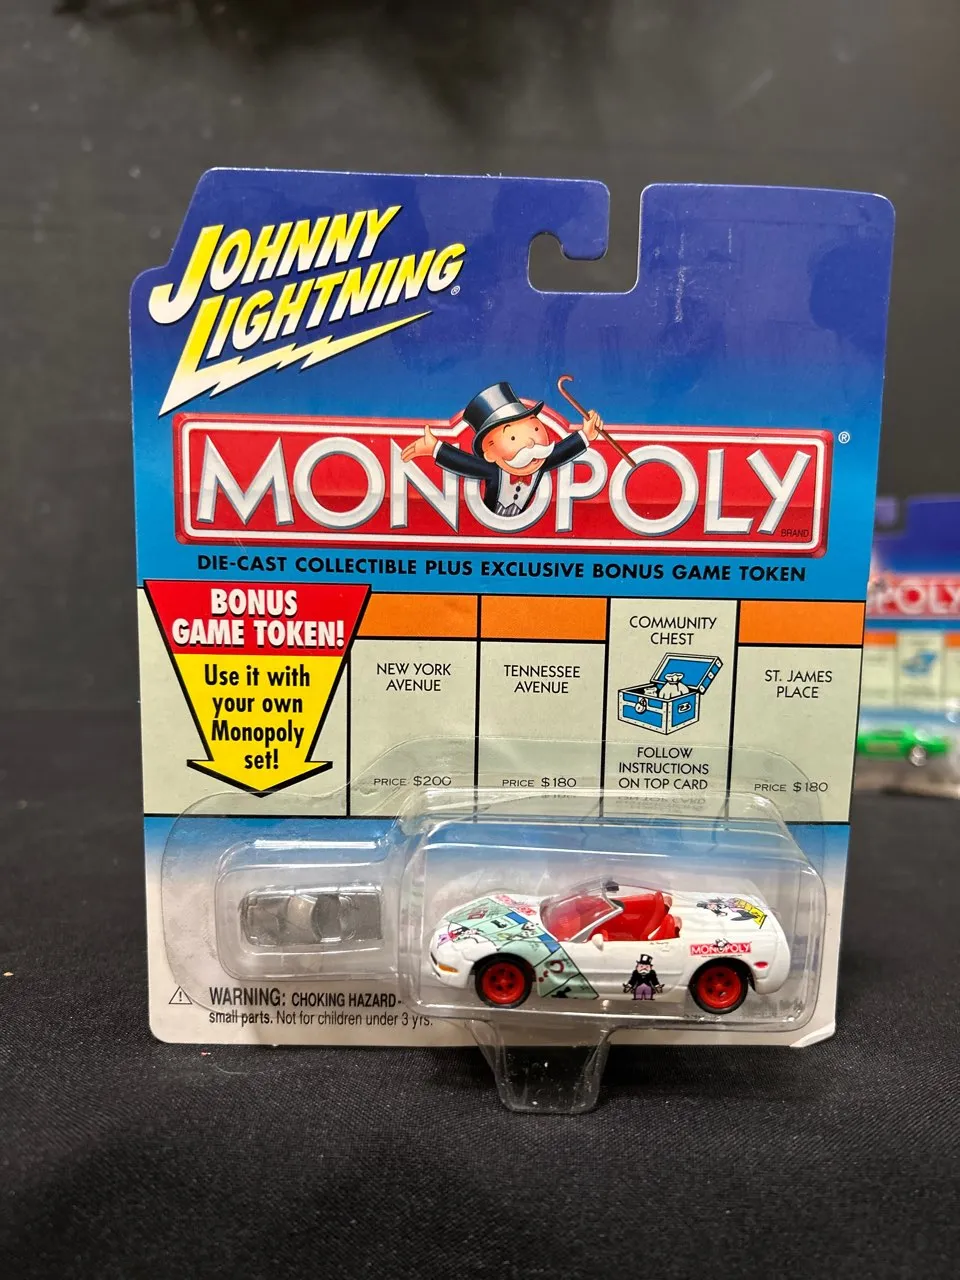 JOHNNY
LIGHTNING®
MONOPOLY®
BRAND
DIE-CAST COLLECTIBLE PLUS EXCLUSIVE BONUS GAME TOKEN
BONUS
GAME TOKEN!
Use it with
your own
Monopoly
set!
NEW YORK
AVENUE
PRICE $200
TENNESSEE
AVENUE
PRICE $180
COMMUNITY
CHEST
FOLLOW
INSTRUCTIONS
ON TOP CARD
ST. JAMES
PLACE
PRICE $180
MONOPOLY
WARNING: CHOKING HAZARD-
small parts. Not for children under 3 yrs.
POLY